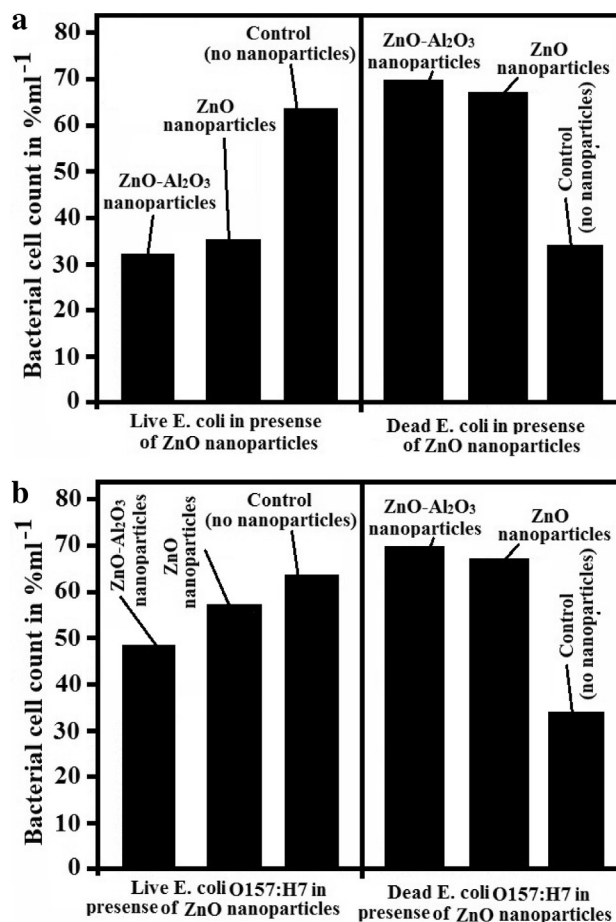 a
Bacterial cell count in %ml-1
80
70
60
50
40
30
20
10
0
ZnO-Al2O3
nanoparticles
ZnO
nanoparticles
Control
(no nanoparticles)
ZnO-Al2O3
nanoparticles
ZnO
nanoparticles
Control
(no nanoparticles)
Live E. coli in presense
of ZnO nanoparticles
Dead E. coli in presense
of ZnO nanoparticles
b
Bacterial cell count in %ml-1
80
70
60
50
40
30
20
10
0
ZnO-Al2O3
nanoparticles
ZnO
nanoparticles
Control
(no nanoparticles)
ZnO-Al2O3
nanoparticles
ZnO
nanoparticles
Control
(no nanoparticles)
Live E. coli O157:H7 in
presense of ZnO nanoparticles
Dead E. coli O157:H7 in
presense of ZnO nanoparticles